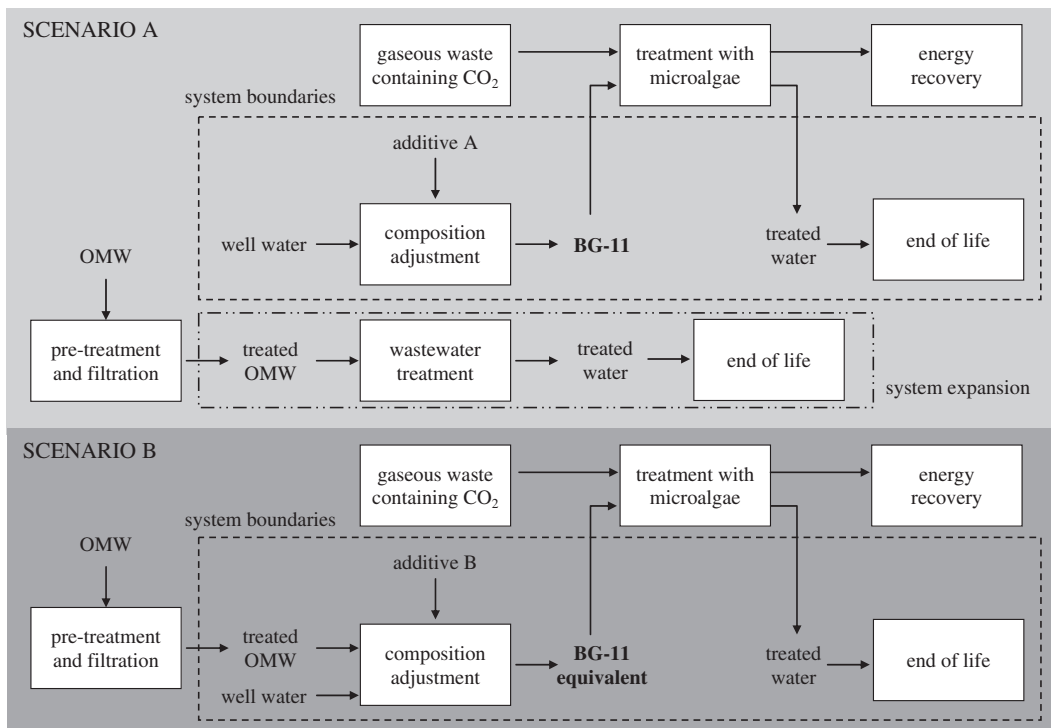 SCENARIO A
gaseous waste
containing CO₂
treatment with
microalgae
energy
recovery
system boundaries
additive A
well water
composition
adjustment
BG-11
treated
water
end of life
OMW
pre-treatment
and filtration
treated
OMW
wastewater
treatment
treated
water
end of life
system expansion
SCENARIO B
gaseous waste
containing CO₂
treatment with
microalgae
energy
recovery
system boundaries
OMW
additive B
pre-treatment
and filtration
treated
OMW
well water
composition
adjustment
BG-11
equivalent
treated
water
end of life